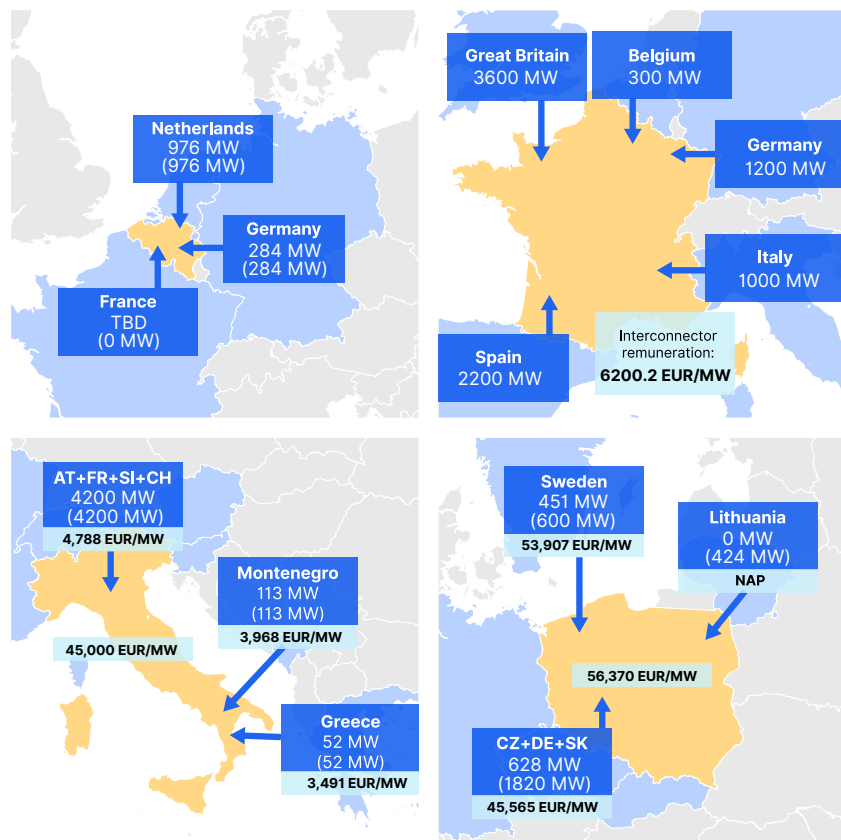 Netherlands
976 MW
(976 MW)
Germany
284 MW
(284 MW)
France
TBD
(0 MW)
Great Britain
3600 MW
Belgium
300 MW
Germany
1200 MW
Italy
1000 MW
Spain
2200 MW
Interconnector
remuneration:
6200.2 EUR/MW
AT+FR+SI+CH
4200 MW
(4200 MW)
4,788 EUR/MW
Montenegro
113 MW
(113 MW)
3,968 EUR/MW
45,000 EUR/MW
Greece
52 MW
(52 MW)
3,491 EUR/MW
Sweden
451 MW
(600 MW)
53,907 EUR/MW
Lithuania
0 MW
(424 MW)
NAP
56,370 EUR/MW
CZ+DE+SK
628 MW
(1820 MW)
45,565 EUR/MW